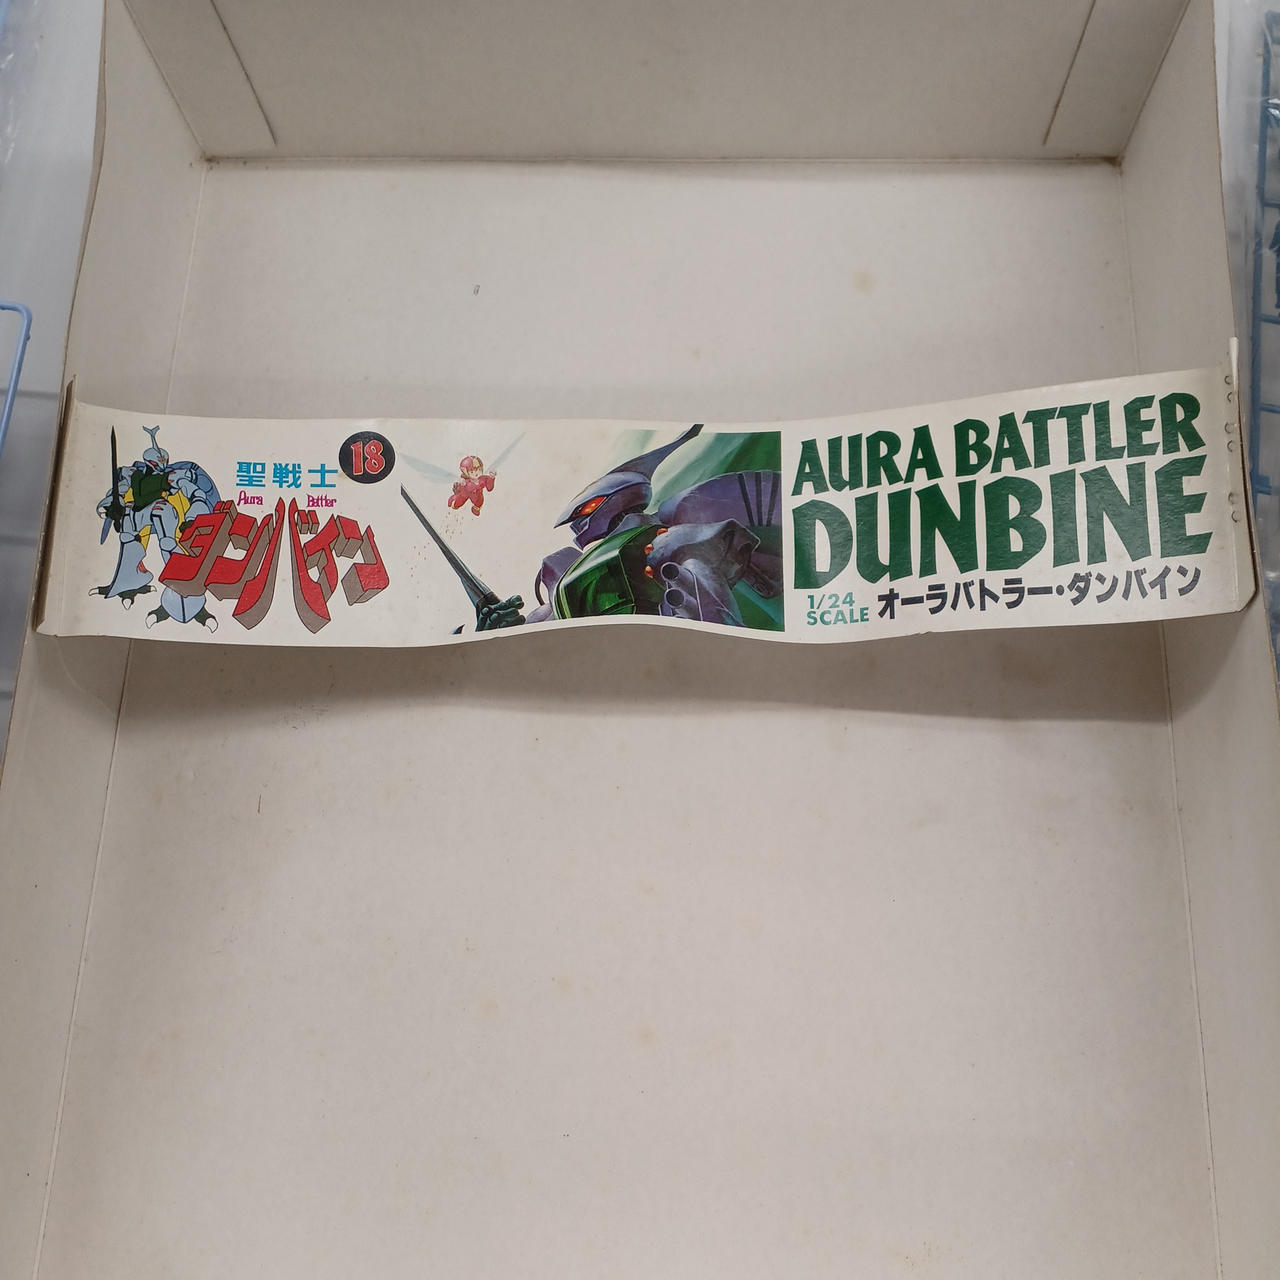 18
聖戦士
Aura Battler
ダンバイン
AURA BATTLER
DUNBINE
1/24
SCALE
オーラバトラー・ダンバイン